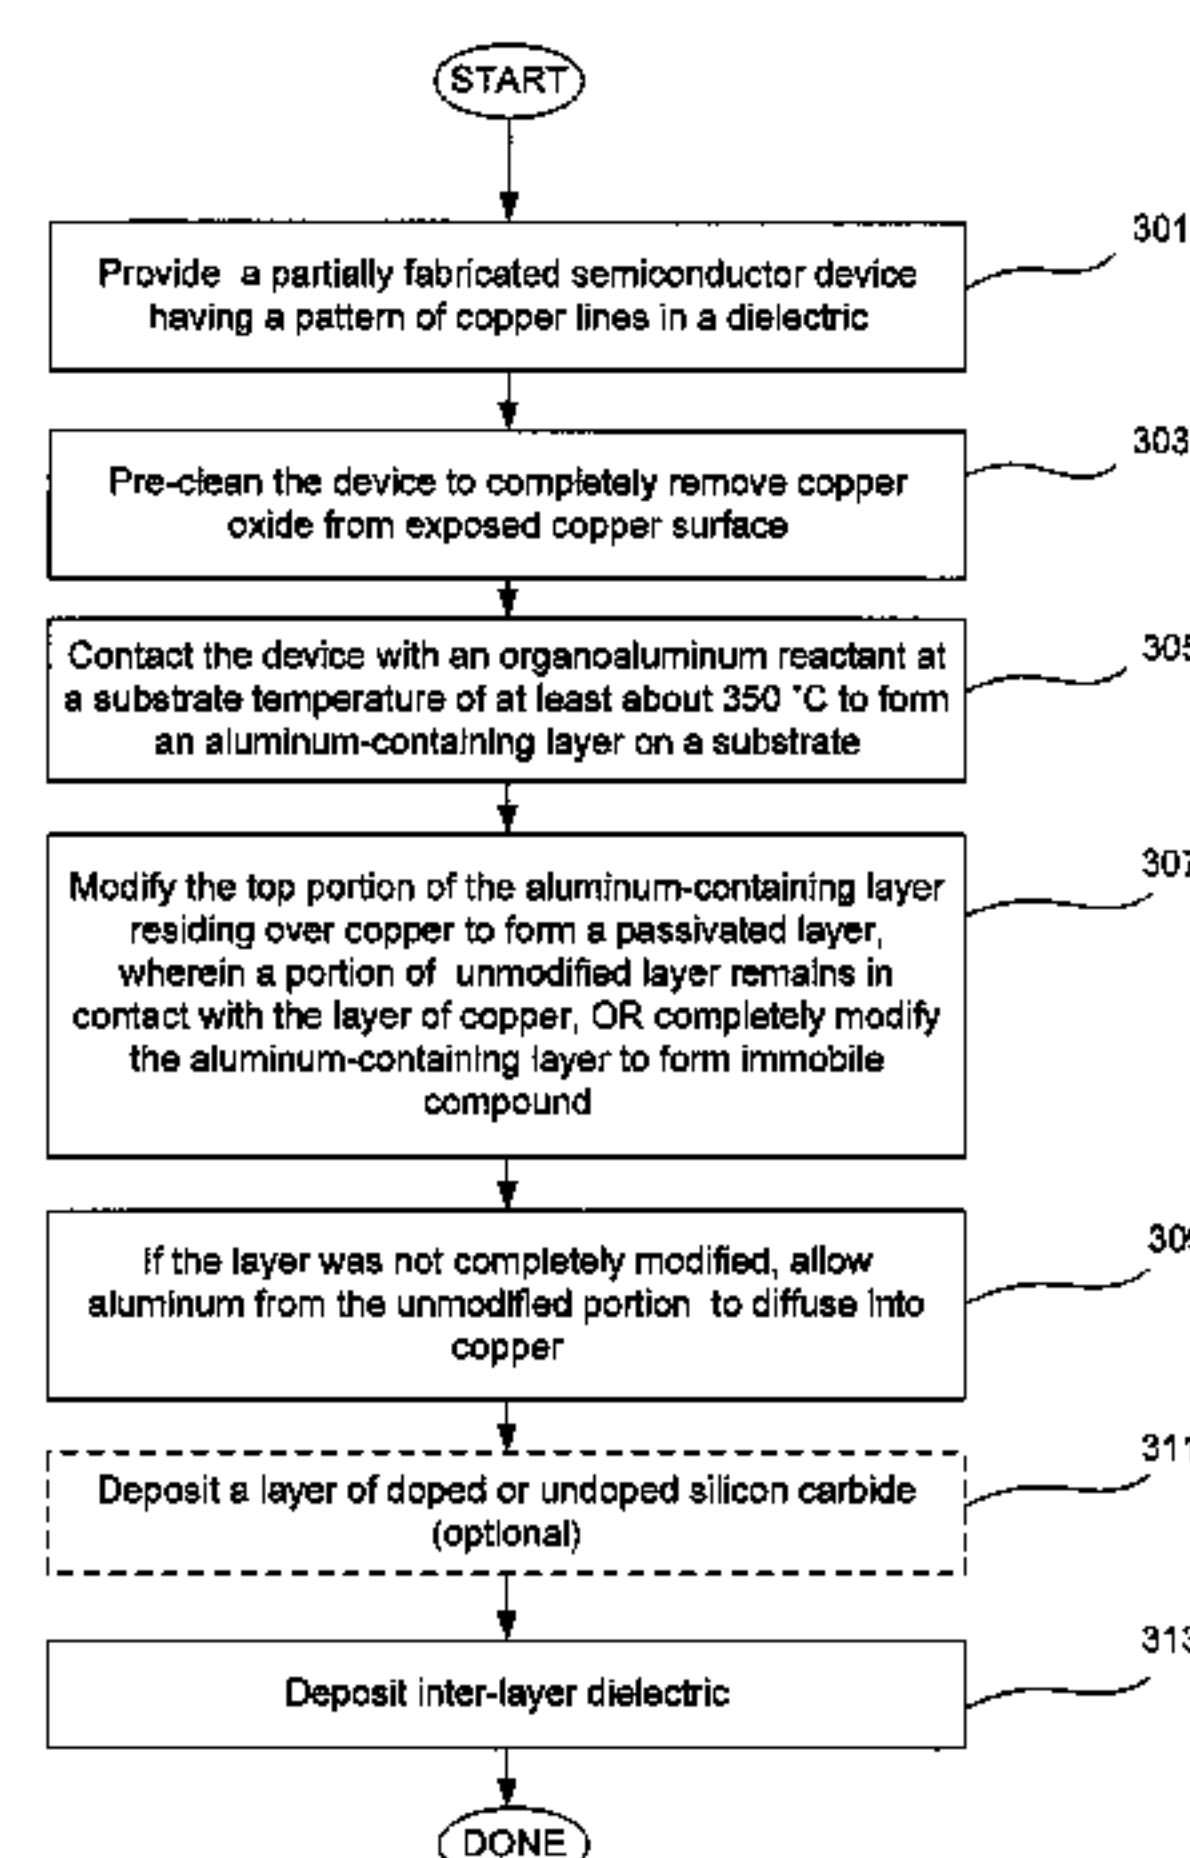 START
301
Provide a partially fabricated semiconductor device
having a pattern of copper lines in a dielectric
303
Pre-clean the device to completely remove copper
oxide from exposed copper surface
305
Contact the device with an organoaluminum reactant at
a substrate temperature of at least about 350 °C to form
an aluminum-containing layer on a substrate
307
Modify the top portion of the aluminum-containing layer
residing over copper to form a passivated layer,
wherein a portion of unmodified layer remains in
contact with the layer of copper, OR completely modify
the aluminum-containing layer to form immobile
compound
309
If the layer was not completely modified, allow
aluminum from the unmodified portion to diffuse into
copper
311
Deposit a layer of doped or undoped silicon carbide
(optional)
313
Deposit inter-layer dielectric
DONE